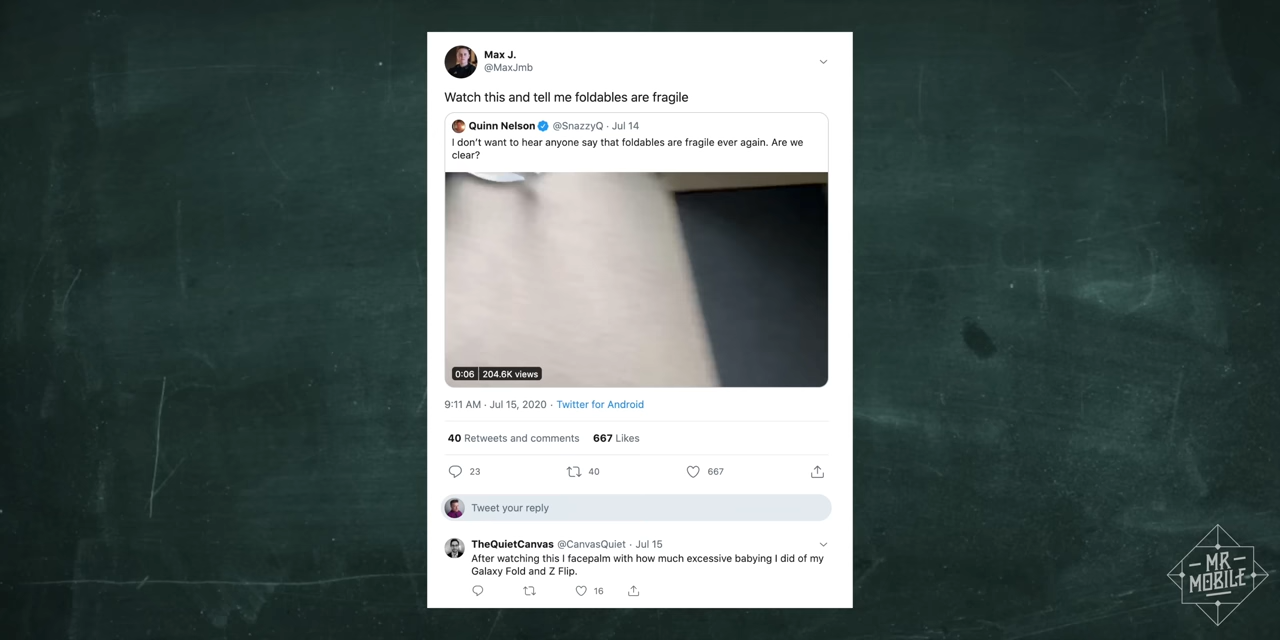 Max J.
@MaxJmb
Watch this and tell me foldables are fragile
Quinn Nelson @SnazzyQ · Jul 14
I don't want to hear anyone say that foldables are fragile ever again. Are we
clear?
0:06 204.6K views
9:11 AM · Jul 15, 2020 · Twitter for Android
40 Retweets and comments 667 Likes
23 40 667
Tweet your reply
TheQuietCanvas @CanvasQuiet · Jul 15
After watching this I facepalm with how much excessive babying I did of my
Galaxy Fold and Z Flip.
16
MR
MOBILE